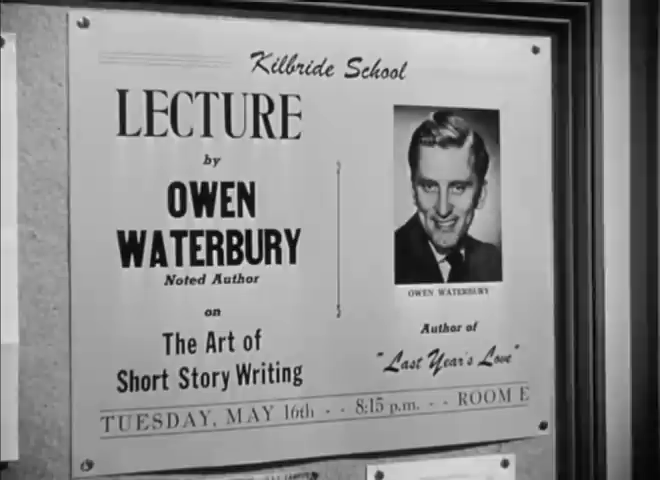 Kilbride School
LECTURE
by
OWEN
WATERBURY
Noted Author
on
The Art of
Short Story Writing
OWEN WATERBURY
Author of
"Last Year's Love"
TUESDAY, MAY 16th - - 8:15 p.m. - - ROOM E